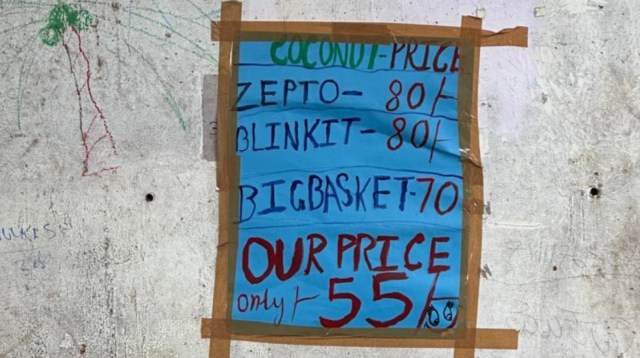 COCONUT-PRICE
ZEPTO- 80/-
BLINKIT- 80/-
BIGBASKET-70
OUR PRICE
only/- 55/-